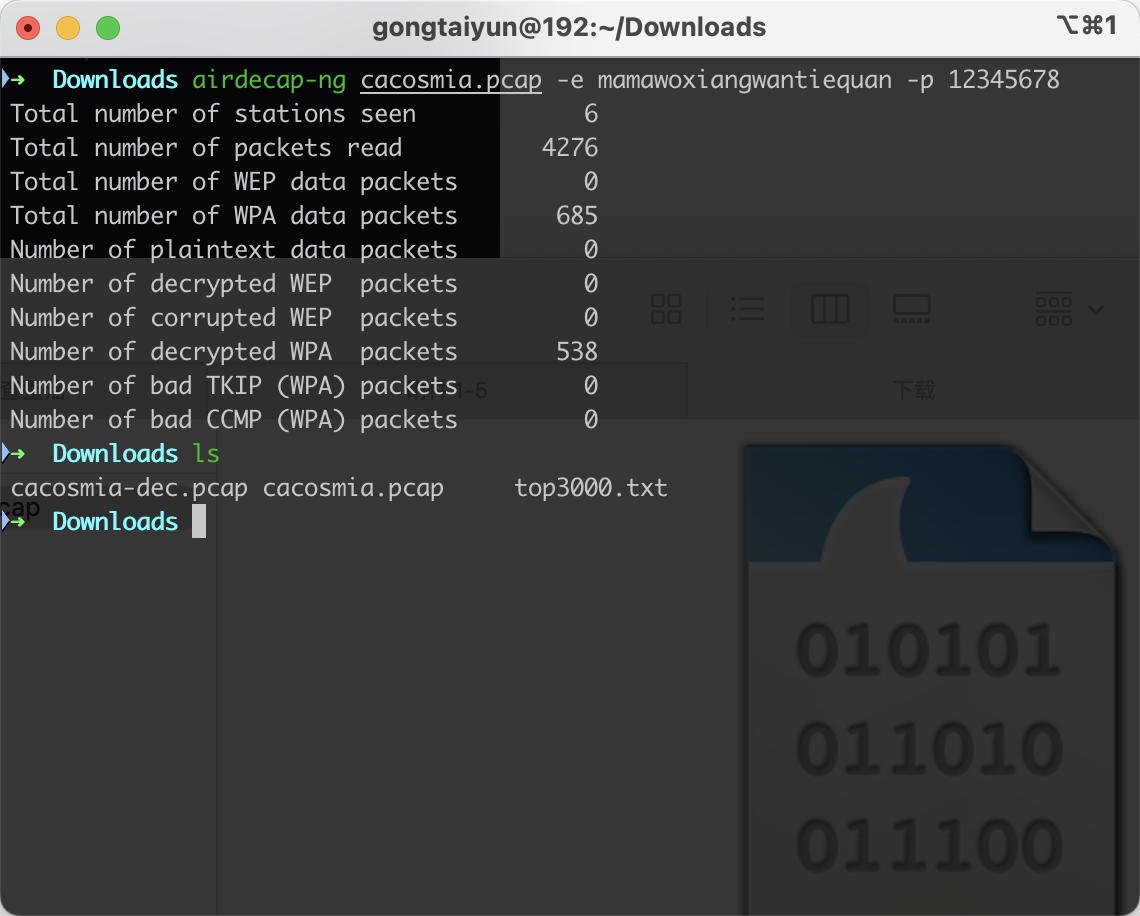 gongtaiyun@192:~/Downloads ⌥⌘1
➜ Downloads airdecap-ng cacosmia.pcap -e mamawoxiangwantiequan -p 12345678
Total number of stations seen 6
Total number of packets read 4276
Total number of WEP data packets 0
Total number of WPA data packets 685
Number of plaintext data packets 0
Number of decrypted WEP packets 0
Number of corrupted WEP packets 0
Number of decrypted WPA packets 538
Number of bad TKIP (WPA) packets 0
Number of bad CCMP (WPA) packets 0
下载
➜ Downloads ls
cacosmia-dec.pcap cacosmia.pcap top3000.txt
cap
➜ Downloads
010101
011010
011100